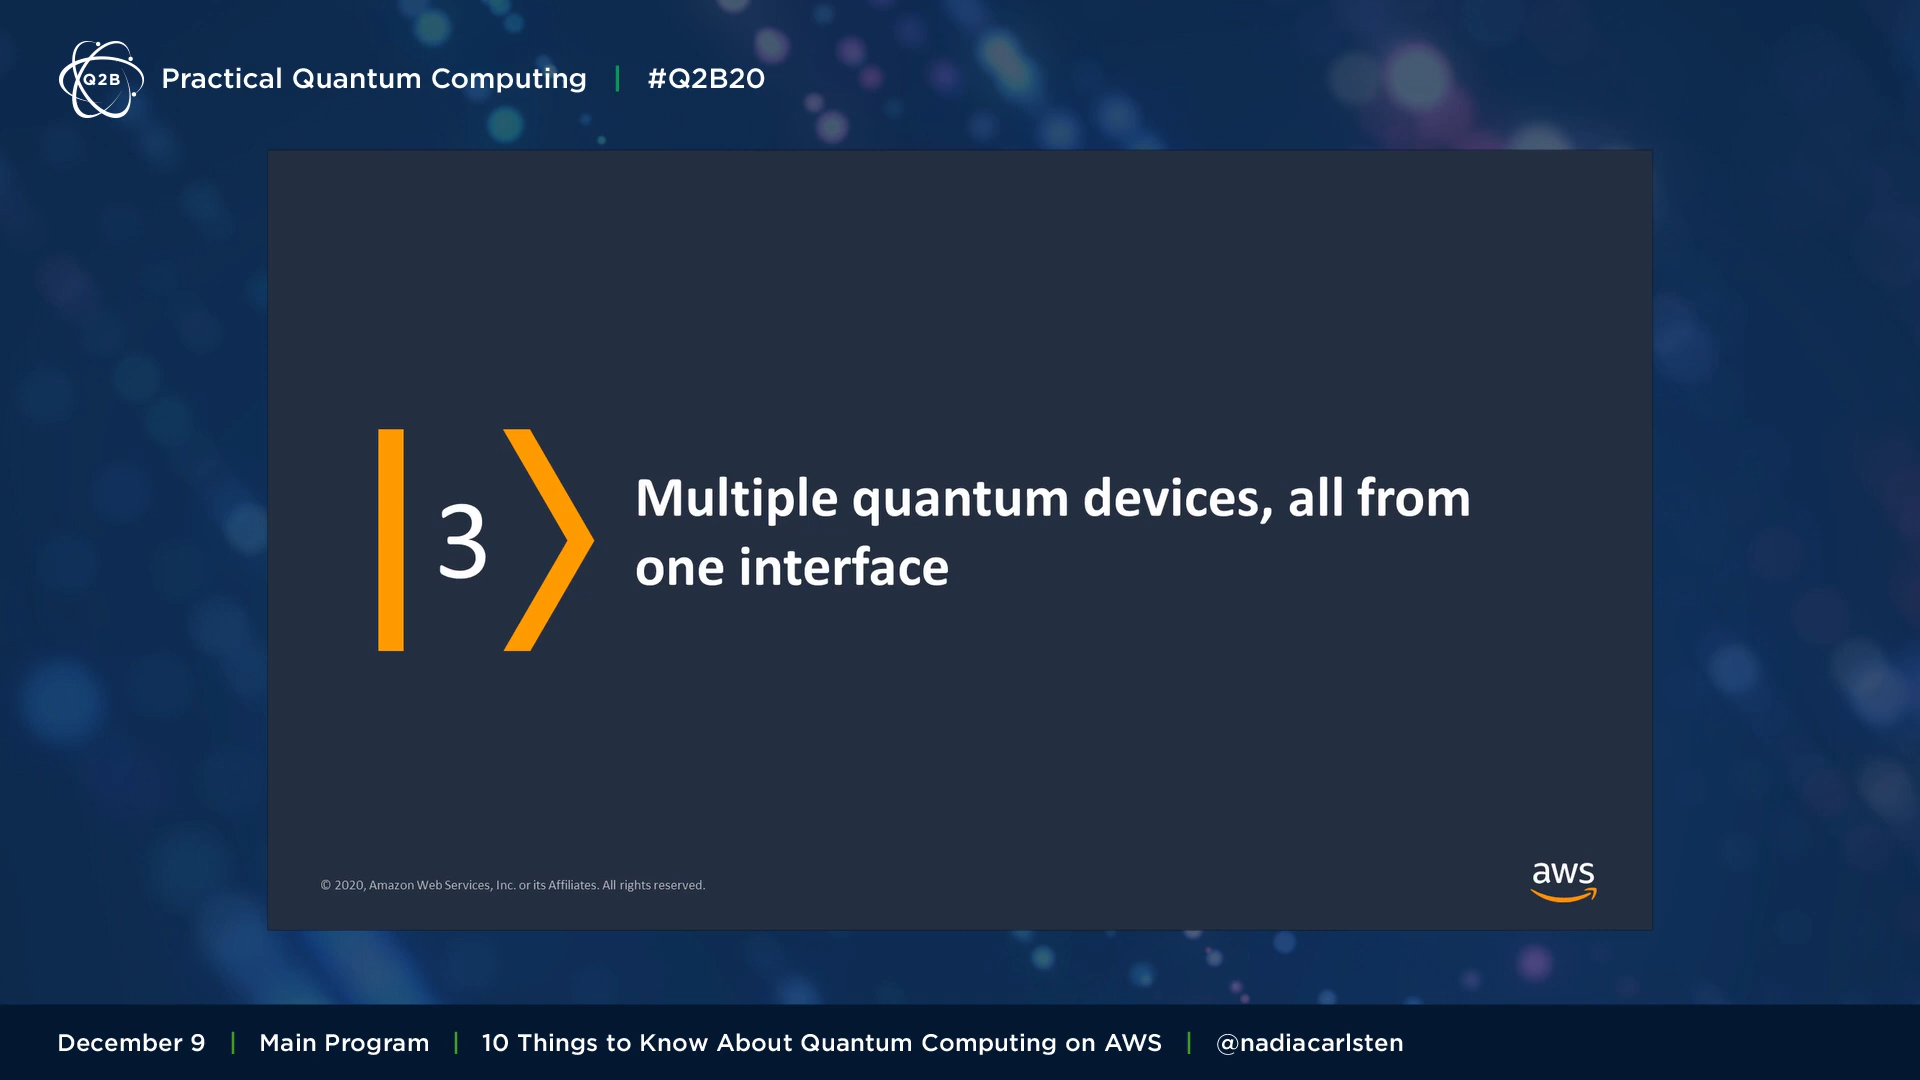 Q2B
Practical Quantum Computing | #Q2B20
3
Multiple quantum devices, all from
one interface
© 2020, Amazon Web Services, Inc. or its Affiliates. All rights reserved.
aws
December 9 | Main Program | 10 Things to Know About Quantum Computing on AWS | @nadiacarlsten